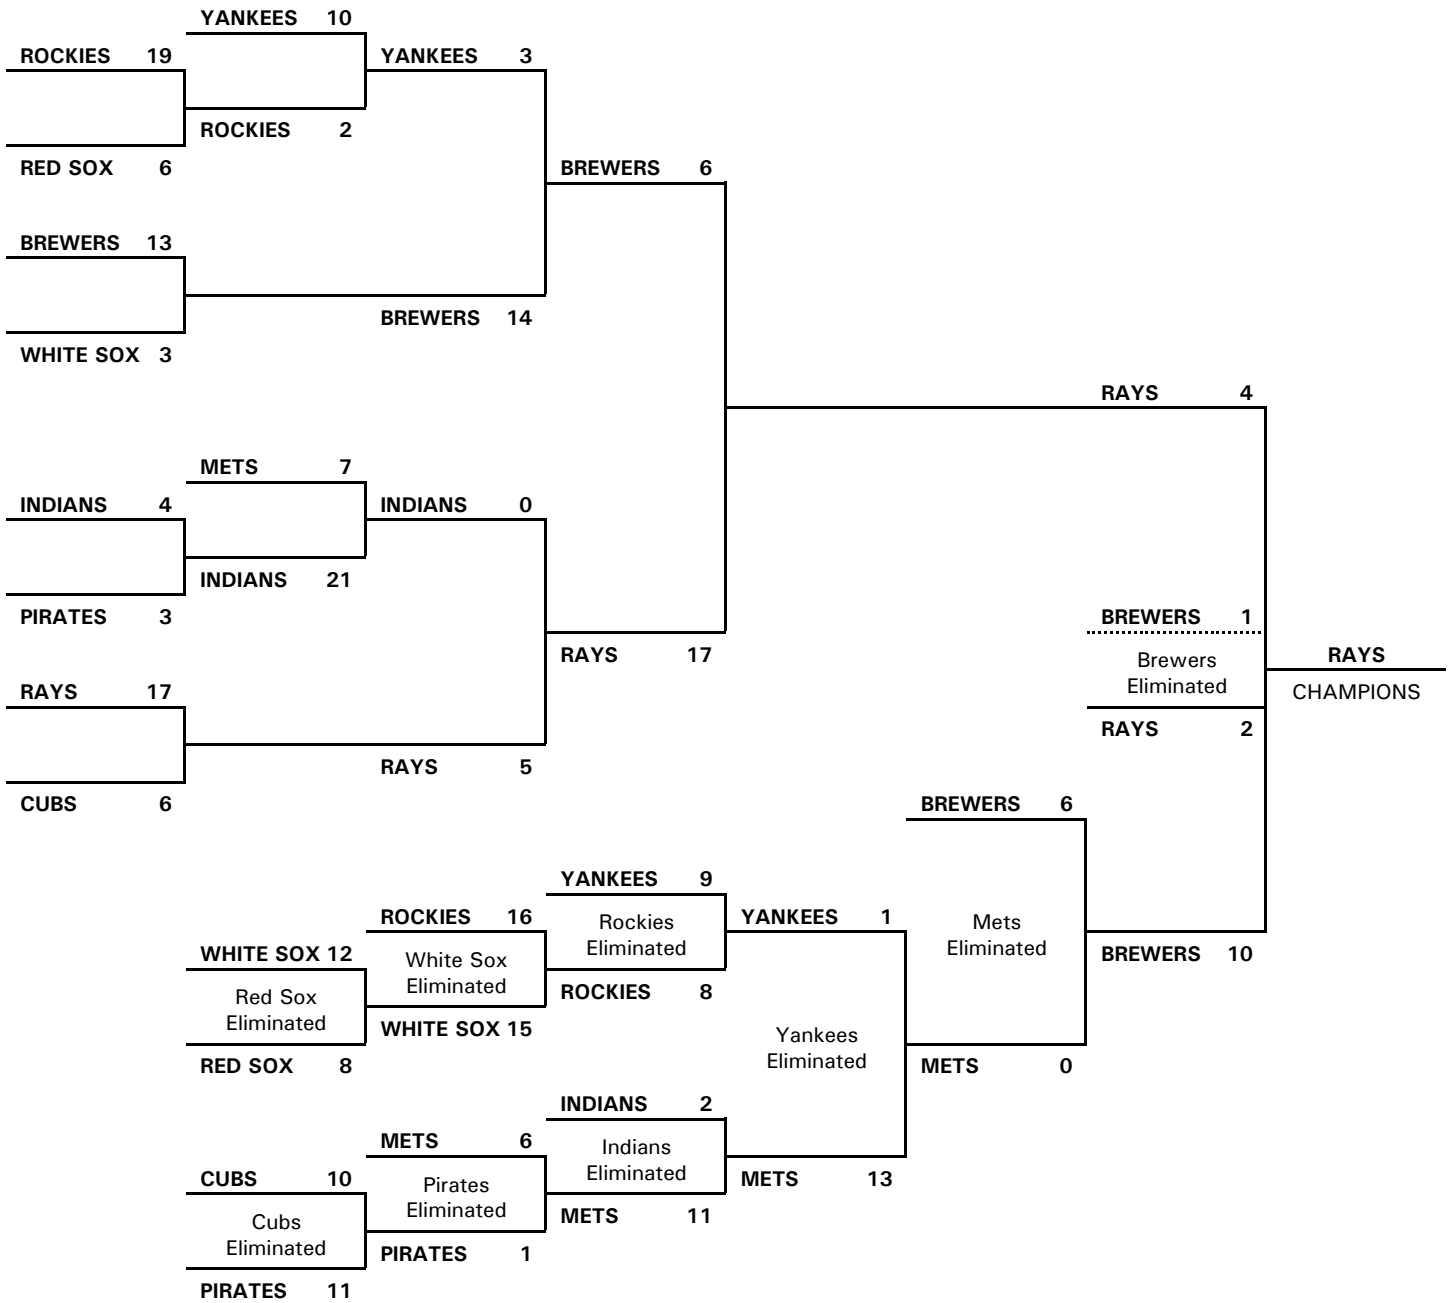 YANKEES 10
ROCKIES 19
YANKEES 3
ROCKIES 2
RED SOX 6
BREWERS 6
BREWERS 13
BREWERS 14
WHITE SOX 3
RAYS 4
METS 7
INDIANS 4
INDIANS 0
INDIANS 21
PIRATES 3
BREWERS 1
RAYS 17
Brewers
Eliminated
RAYS
RAYS 17
CHAMPIONS
RAYS 2
RAYS 5
CUBS 6
BREWERS 6
YANKEES 9
ROCKIES 16
Rockies
Eliminated
YANKEES 1
Mets
Eliminated
WHITE SOX 12
White Sox
Eliminated
BREWERS 10
Red Sox
Eliminated
ROCKIES 8
WHITE SOX 15
Yankees
Eliminated
RED SOX 8
METS 0
INDIANS 2
METS 6
Indians
Eliminated
CUBS 10
Pirates
Eliminated
METS 13
Cubs
Eliminated
METS 11
PIRATES 1
PIRATES 11